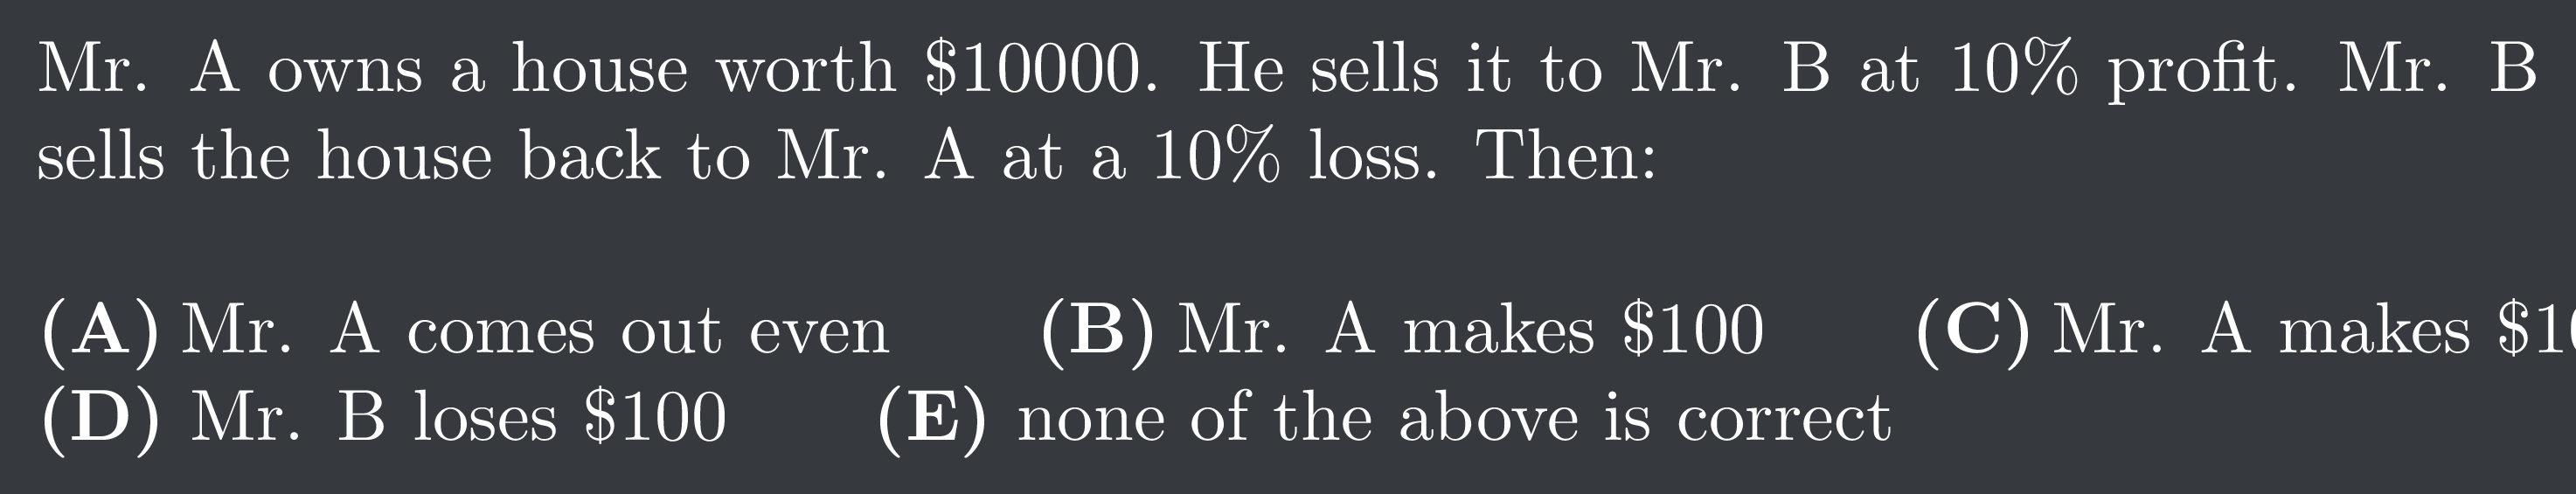 Mr. A owns a house worth $10000. He sells it to Mr. B at 10% profit. Mr. B
sells the house back to Mr. A at a 10% loss. Then:
(A) Mr. A comes out even (B) Mr. A makes $100 (C) Mr. A makes
(D) Mr. B loses $100 (E) none of the above is correct